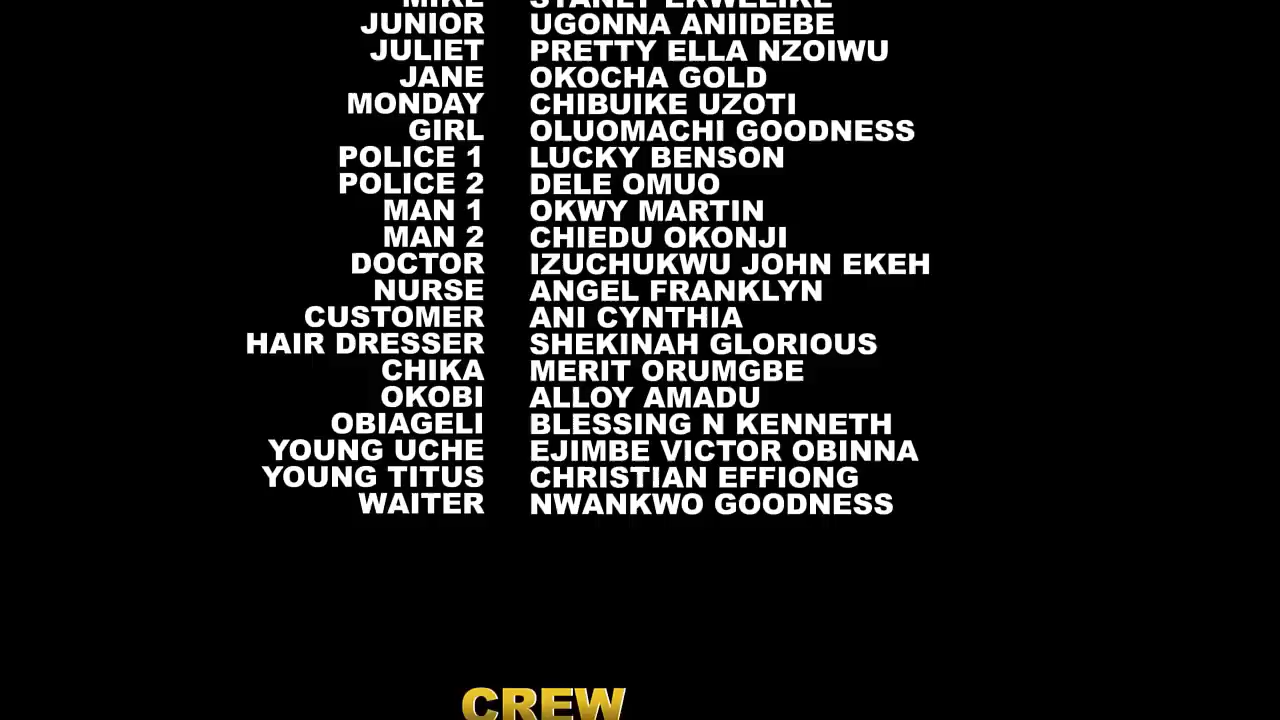 MIKE STANLY EKWELIKE
JUNIOR UGONNA ANIIDEBE
JULIET PRETTY ELLA NZOIWU
JANE OKOCHA GOLD
MONDAY CHIBUIKE UZOTI
GIRL OLUOMACHI GOODNESS
POLICE 1 LUCKY BENSON
POLICE 2 DELE OMUO
MAN 1 OKWY MARTIN
MAN 2 CHIEDU OKONJI
DOCTOR IZUCHUKWU JOHN EKEH
NURSE ANGEL FRANKLYN
CUSTOMER ANI CYNTHIA
HAIR DRESSER SHEKINAH GLORIOUS
CHIKA MERIT ORUMGBE
OKOBI ALLOY AMADU
OBIAGELI BLESSING N KENNETH
YOUNG UCHE EJIMBE VICTOR OBINNA
YOUNG TITUS CHRISTIAN EFFIONG
WAITER NWANKWO GOODNESS
CREW